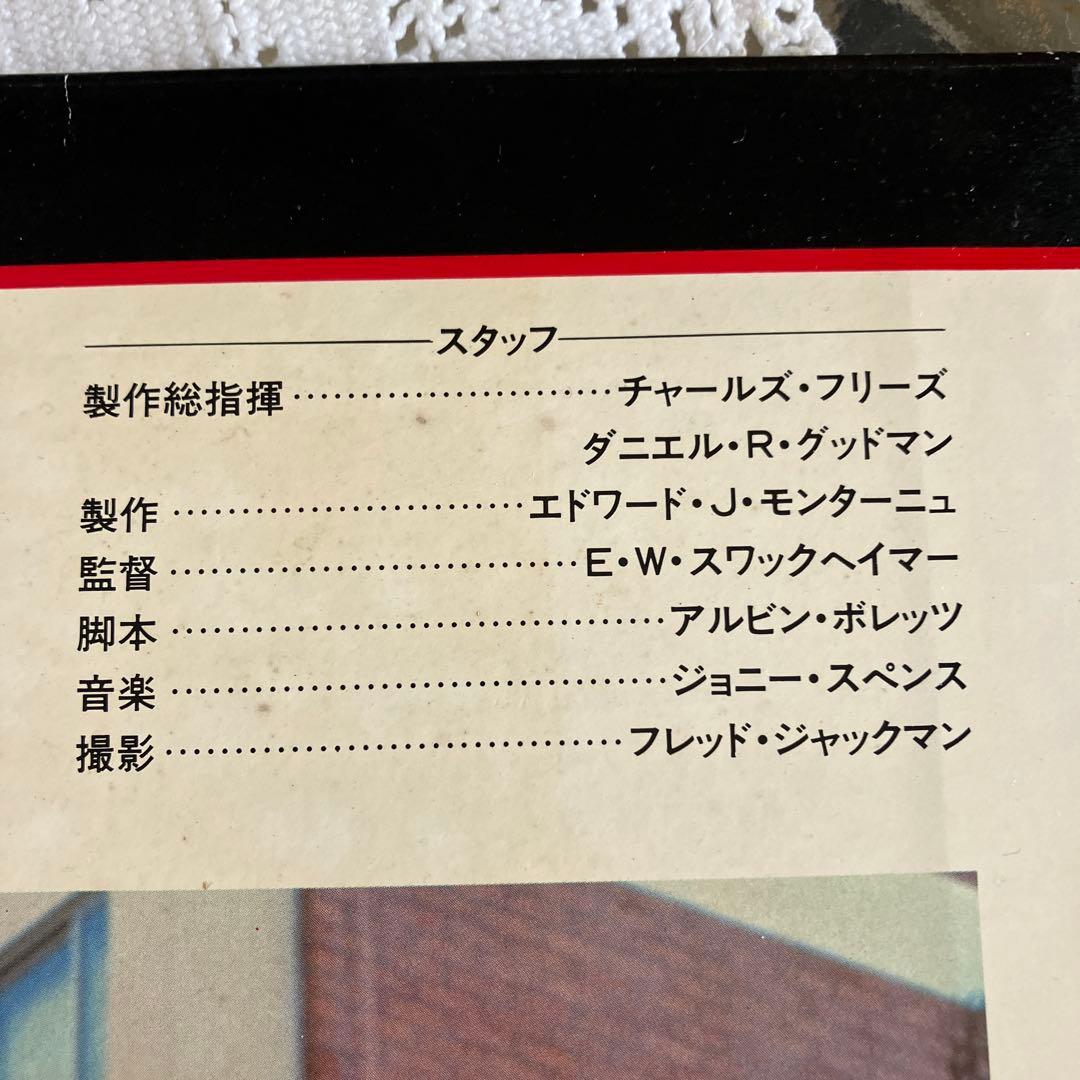 スタッフ
製作総指揮……………………チャールズ・フリーズ
ダニエル・R・グッドマン
製作………………………エドワード・J・モンターニュ
監督……………………………E・W・スワックヘイマー
脚本…………………………………アルビン・ボレッツ
音楽…………………………………ジョニー・スペンス
撮影………………………………フレッド・ジャックマン